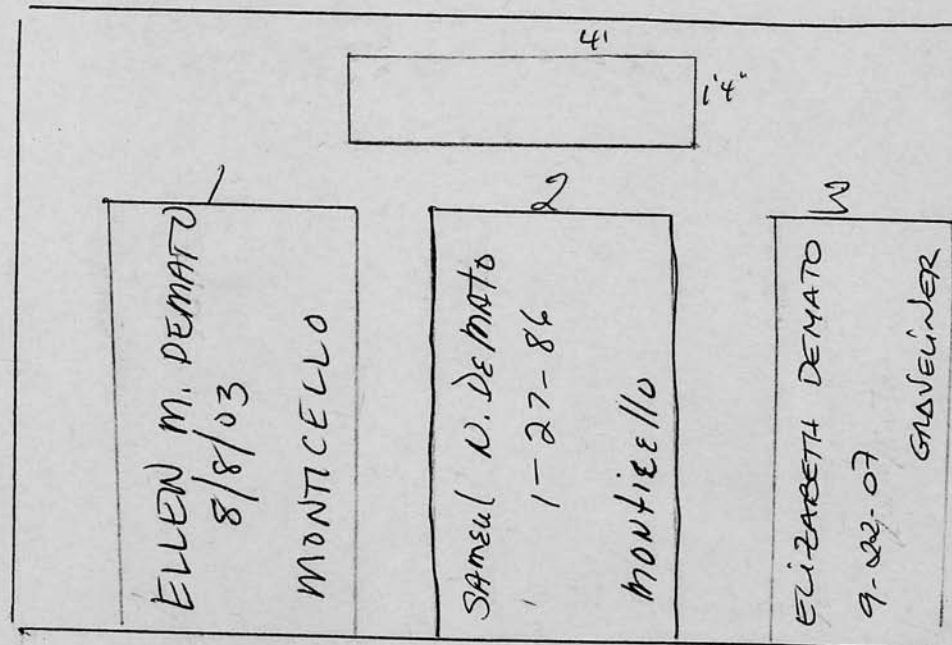 4'
1'4"
1
ELLEN M. DEMATO
8/8/03
MONTICELLO
2
SAMEUl N. DEMAtO
1-27-86
MONtiCEllO
3
ELiZABETH DEMATO
9-22-07
GRAVELiNER